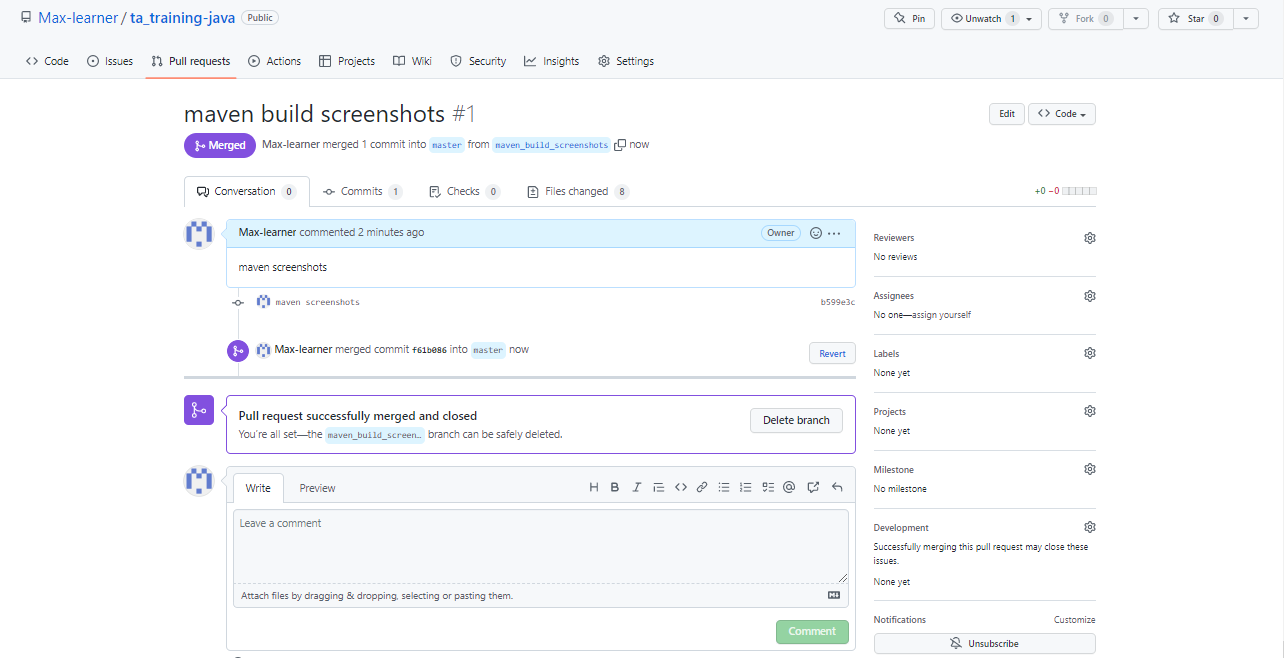 Max-learner / ta_training-java Public
Pin Unwatch 1 Fork 0 Star 0
Code Issues Pull requests Actions Projects Wiki Security Insights Settings
maven build screenshots #1
Edit Code
Merged Max-learner merged 1 commit into master from maven_build_screenshots now
Conversation 0 Commits 1 Checks 0 Files changed 8
+0 −0
Max-learner commented 2 minutes ago
Owner
maven screenshots
maven screenshots b599e3c
Max-learner merged commit f61b086 into master now
Revert
Pull request successfully merged and closed
You're all set—the maven_build_screen… branch can be safely deleted.
Delete branch
Write Preview
H B I
Leave a comment
Attach files by dragging & dropping, selecting or pasting them.
Comment
Reviewers
No reviews
Assignees
No one—assign yourself
Labels
None yet
Projects
None yet
Milestone
No milestone
Development
Successfully merging this pull request may close these
issues.
None yet
Notifications Customize
Unsubscribe